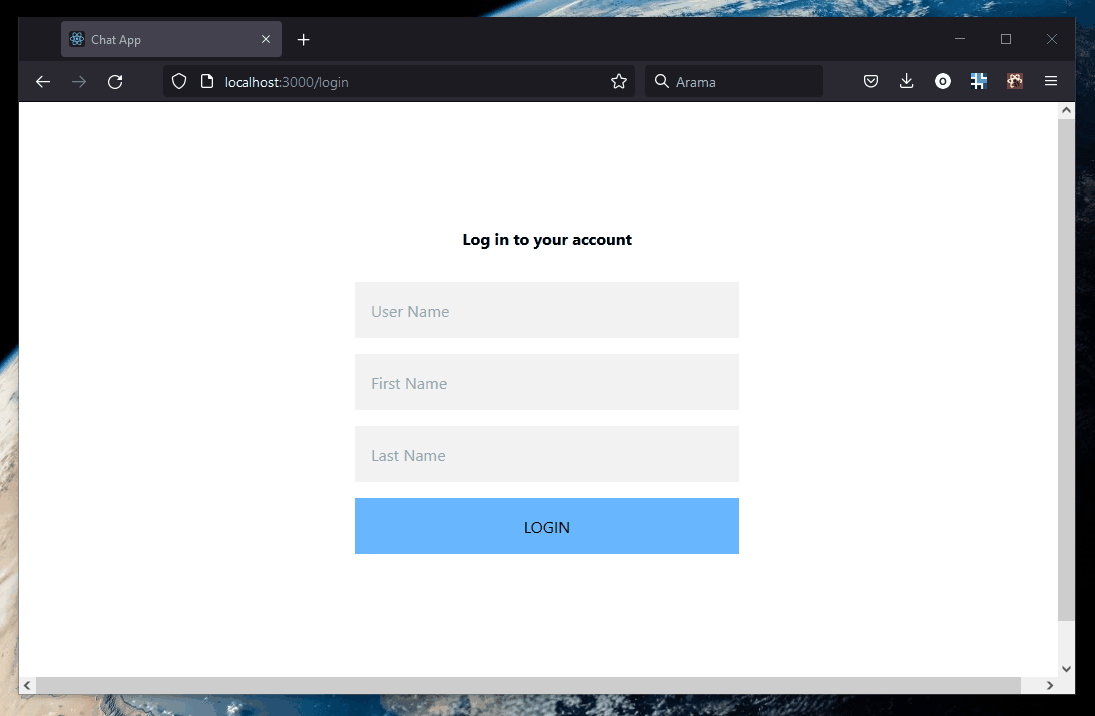 Chat App
localhost:3000/login
Arama
Log in to your account
User Name
First Name
Last Name
LOGIN